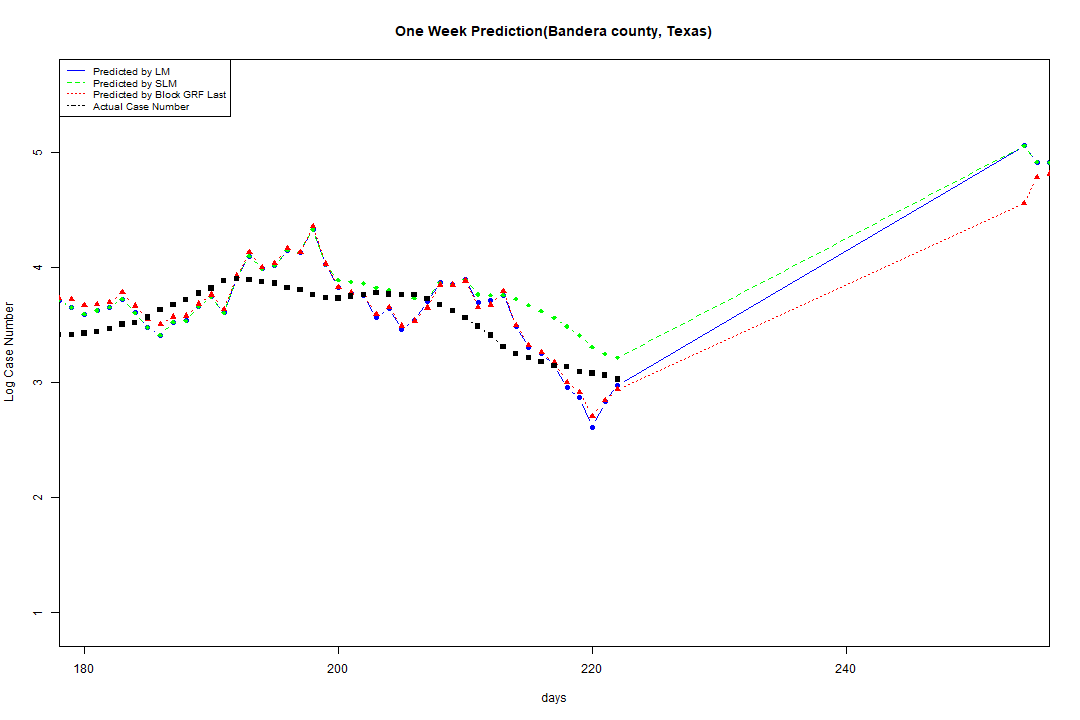 One Week Prediction(Bandera county, Texas)
Predicted by LM
Predicted by SLM
Predicted by Block GRF Last
Actual Case Number
Log Case Number
5
4
3
2
1
180
200
220
240
days